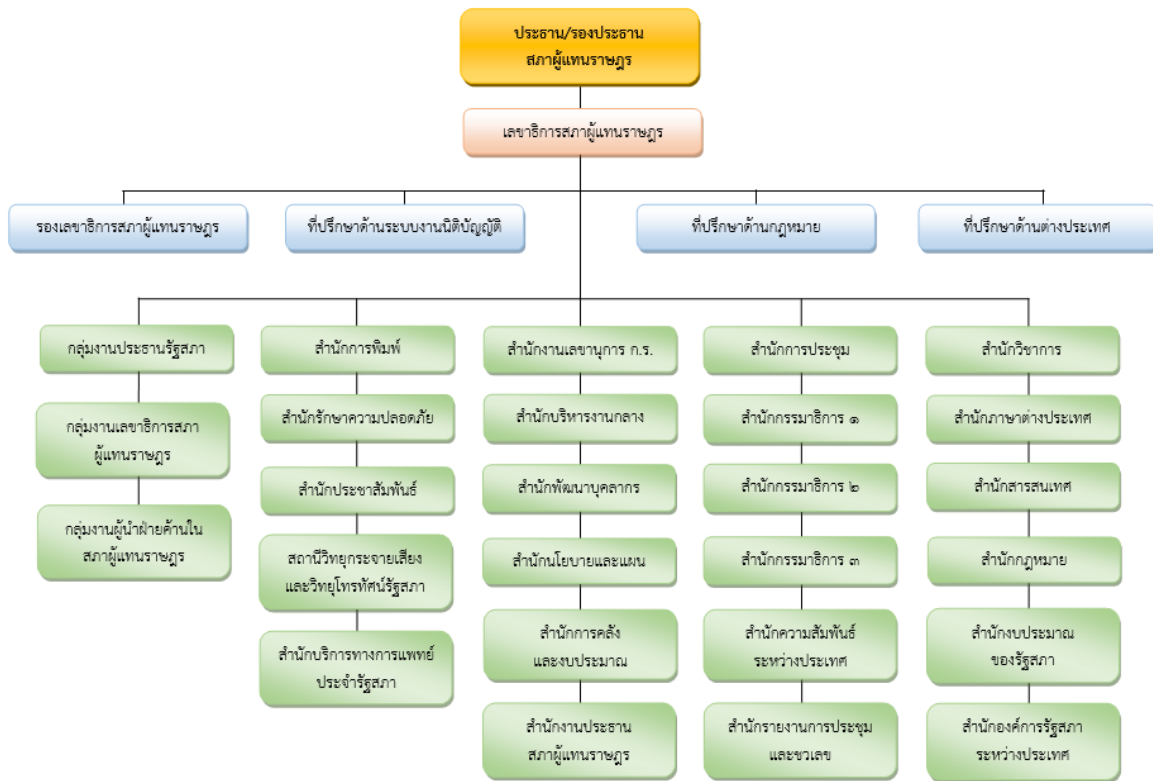 ประธาน/รองประธาน
สภาผู้แทนราษฎร
เลขาธิการสภาผู้แทนราษฎร
รองเลขาธิการสภาผู้แทนราษฎร
ที่ปรึกษาด้านระบบงานนิติบัญญัติ
ที่ปรึกษาด้านกฎหมาย
ที่ปรึกษาด้านต่างประเทศ
กลุ่มงานประธานรัฐสภา
กลุ่มงานเลขาธิการสภา
ผู้แทนราษฎร
กลุ่มงานผู้นำฝ่ายค้านใน
สภาผู้แทนราษฎร
สำนักการพิมพ์
สำนักรักษาความปลอดภัย
สำนักประชาสัมพันธ์
สถานีวิทยุกระจายเสียง
และวิทยุโทรทัศน์รัฐสภา
สำนักบริการทางการแพทย์
ประจำรัฐสภา
สำนักงานเลขานุการ ก.ร.
สำนักบริหารงานกลาง
สำนักพัฒนาบุคลากร
สำนักนโยบายและแผน
สำนักการคลัง
และงบประมาณ
สำนักงานประธาน
สภาผู้แทนราษฎร
สำนักการประชุม
สำนักกรรมาธิการ ๑
สำนักกรรมาธิการ ๒
สำนักกรรมาธิการ ๓
สำนักความสัมพันธ์
ระหว่างประเทศ
สำนักรายงานการประชุม
และชวเลข
สำนักวิชาการ
สำนักภาษาต่างประเทศ
สำนักสารสนเทศ
สำนักกฎหมาย
สำนักงบประมาณ
ของรัฐสภา
สำนักองค์การรัฐสภา
ระหว่างประเทศ